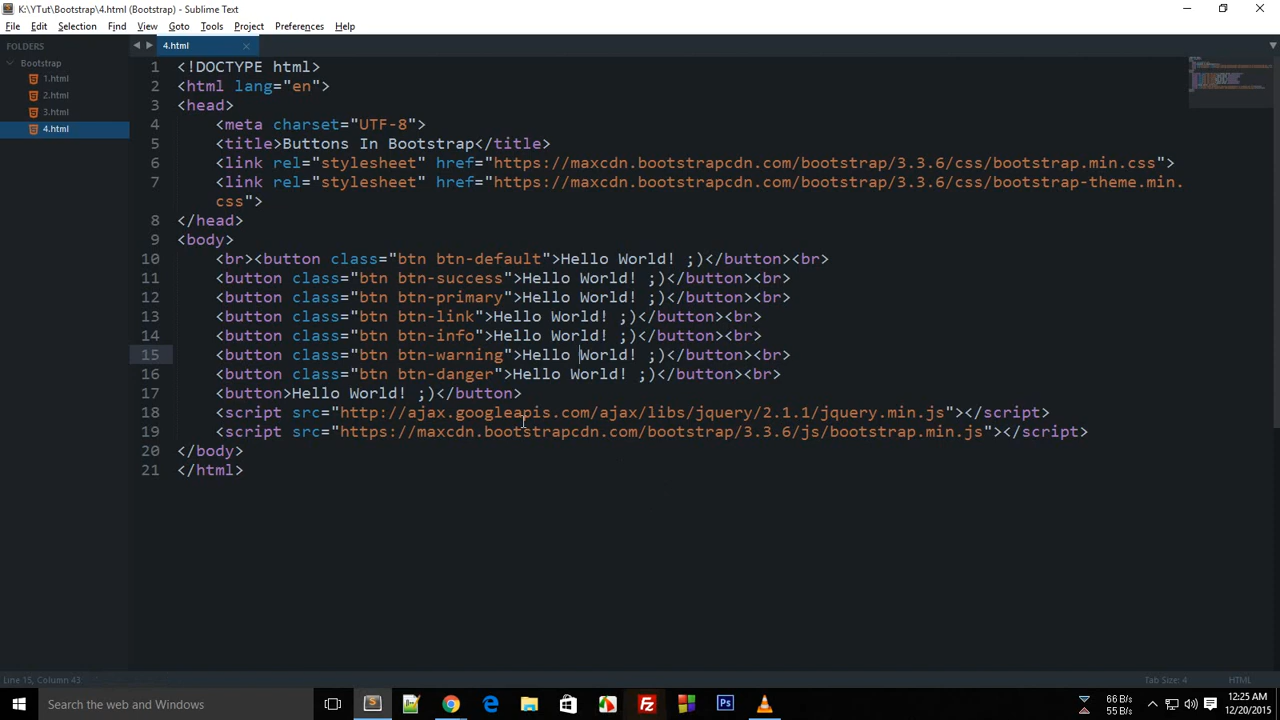 K:\YTut\Bootstrap\4.html (Bootstrap) - Sublime Text
File Edit Selection Find View Goto Tools Project Preferences Help
FOLDERS
Bootstrap
1.html
2.html
3.html
4.html
4.html
1 <!DOCTYPE html>
2 <html lang="en">
3 <head>
4 <meta charset="UTF-8">
5 <title>Buttons In Bootstrap</title>
6 <link rel="stylesheet" href="https://maxcdn.bootstrapcdn.com/bootstrap/3.3.6/css/bootstrap.min.css">
7 <link rel="stylesheet" href="https://maxcdn.bootstrapcdn.com/bootstrap/3.3.6/css/bootstrap-theme.min.
css">
8 </head>
9 <body>
10 <br><button class="btn btn-default">Hello World! ;)</button><br>
11 <button class="btn btn-success">Hello World! ;)</button><br>
12 <button class="btn btn-primary">Hello World! ;)</button><br>
13 <button class="btn btn-link">Hello World! ;)</button><br>
14 <button class="btn btn-info">Hello World! ;)</button><br>
15 <button class="btn btn-warning">Hello World! ;)</button><br>
16 <button class="btn btn-danger">Hello World! ;)</button><br>
17 <button>Hello World! ;)</button>
18 <script src="http://ajax.googleapis.com/ajax/libs/jquery/2.1.1/jquery.min.js"></script>
19 <script src="https://maxcdn.bootstrapcdn.com/bootstrap/3.3.6/js/bootstrap.min.js"></script>
20 </body>
21 </html>
Line 15, Column 43
Tab Size: 4
HTML
Search the web and Windows
66 B/s
55 B/s
12:25 AM
12/20/2015